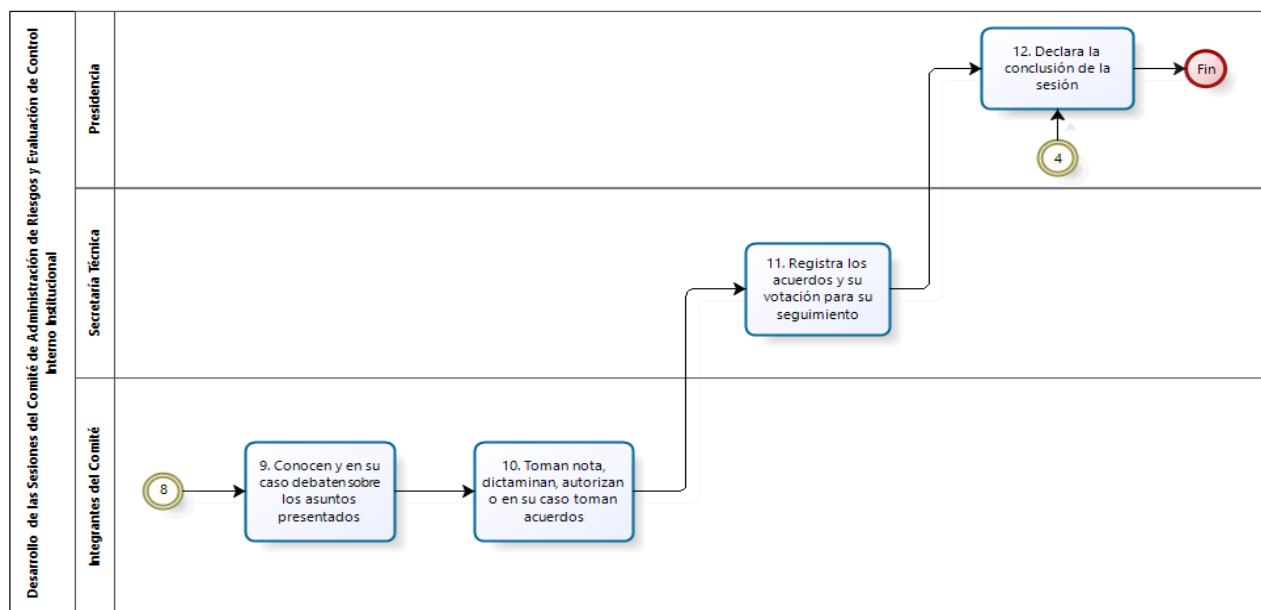 Desarrollo de las Sesiones del Comité de Administración de Riesgos y Evaluación de Control
Interno Institucional
Presidencia
12. Declara la
conclusión de la
sesión
Fin
4
Secretaría Técnica
11. Registra los
acuerdos y su
votación para su
seguimiento
Integrantes del Comité
8
9. Conocen y en su
caso debaten sobre
los asuntos
presentados
10. Toman nota,
dictaminan, autorizan
o en su caso toman
acuerdos